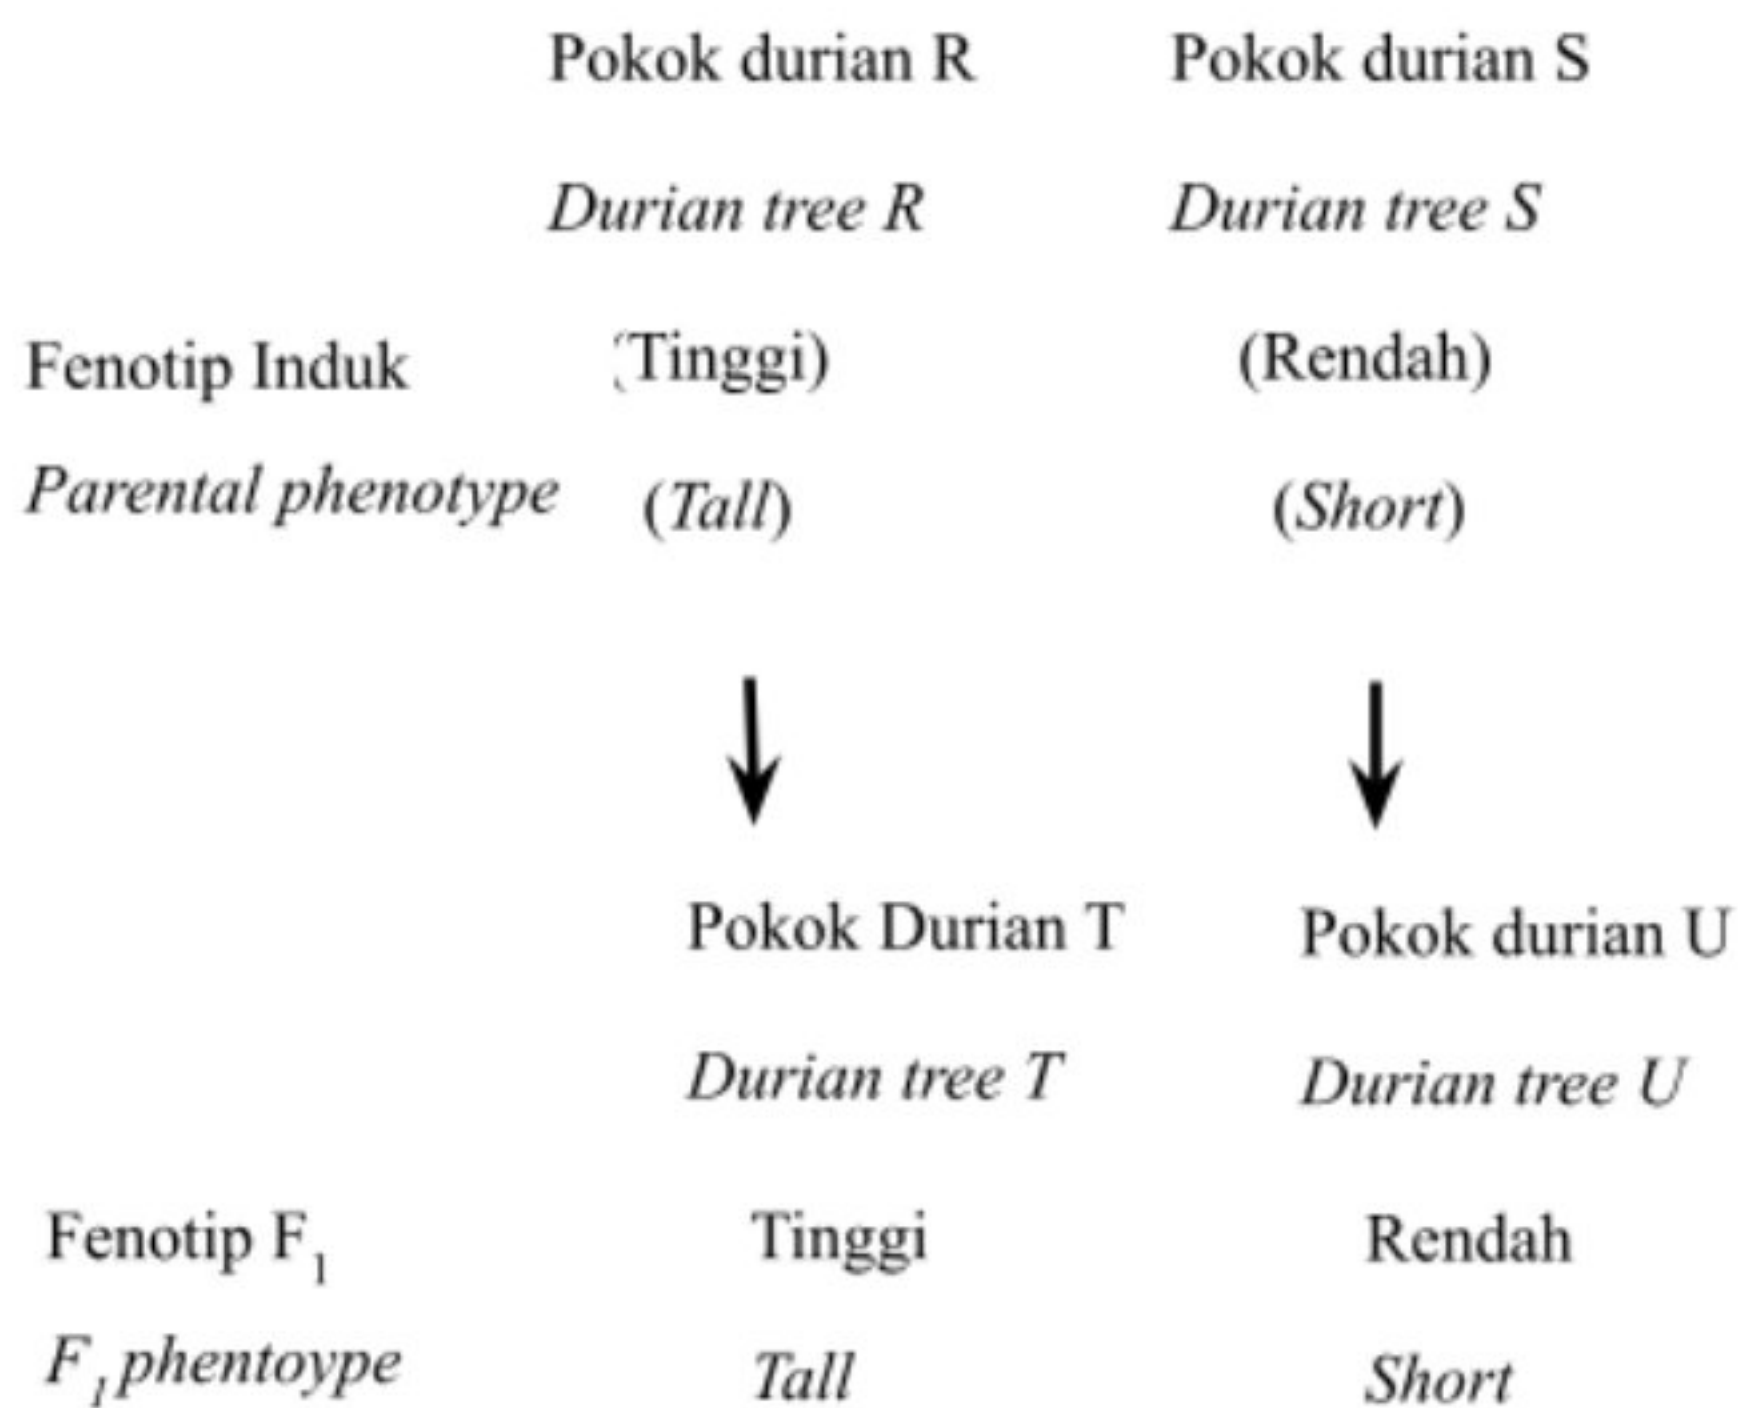 Pokok durian R Pokok durian S
Durian tree R Durian tree S
Fenotip Induk (Tinggi) (Rendah)
Parental phenotype (Tall) (Short)
Pokok Durian T Pokok durian U
Durian tree T Durian tree U
Fenotip F₁ Tinggi Rendah
F₁ phentoype Tall Short